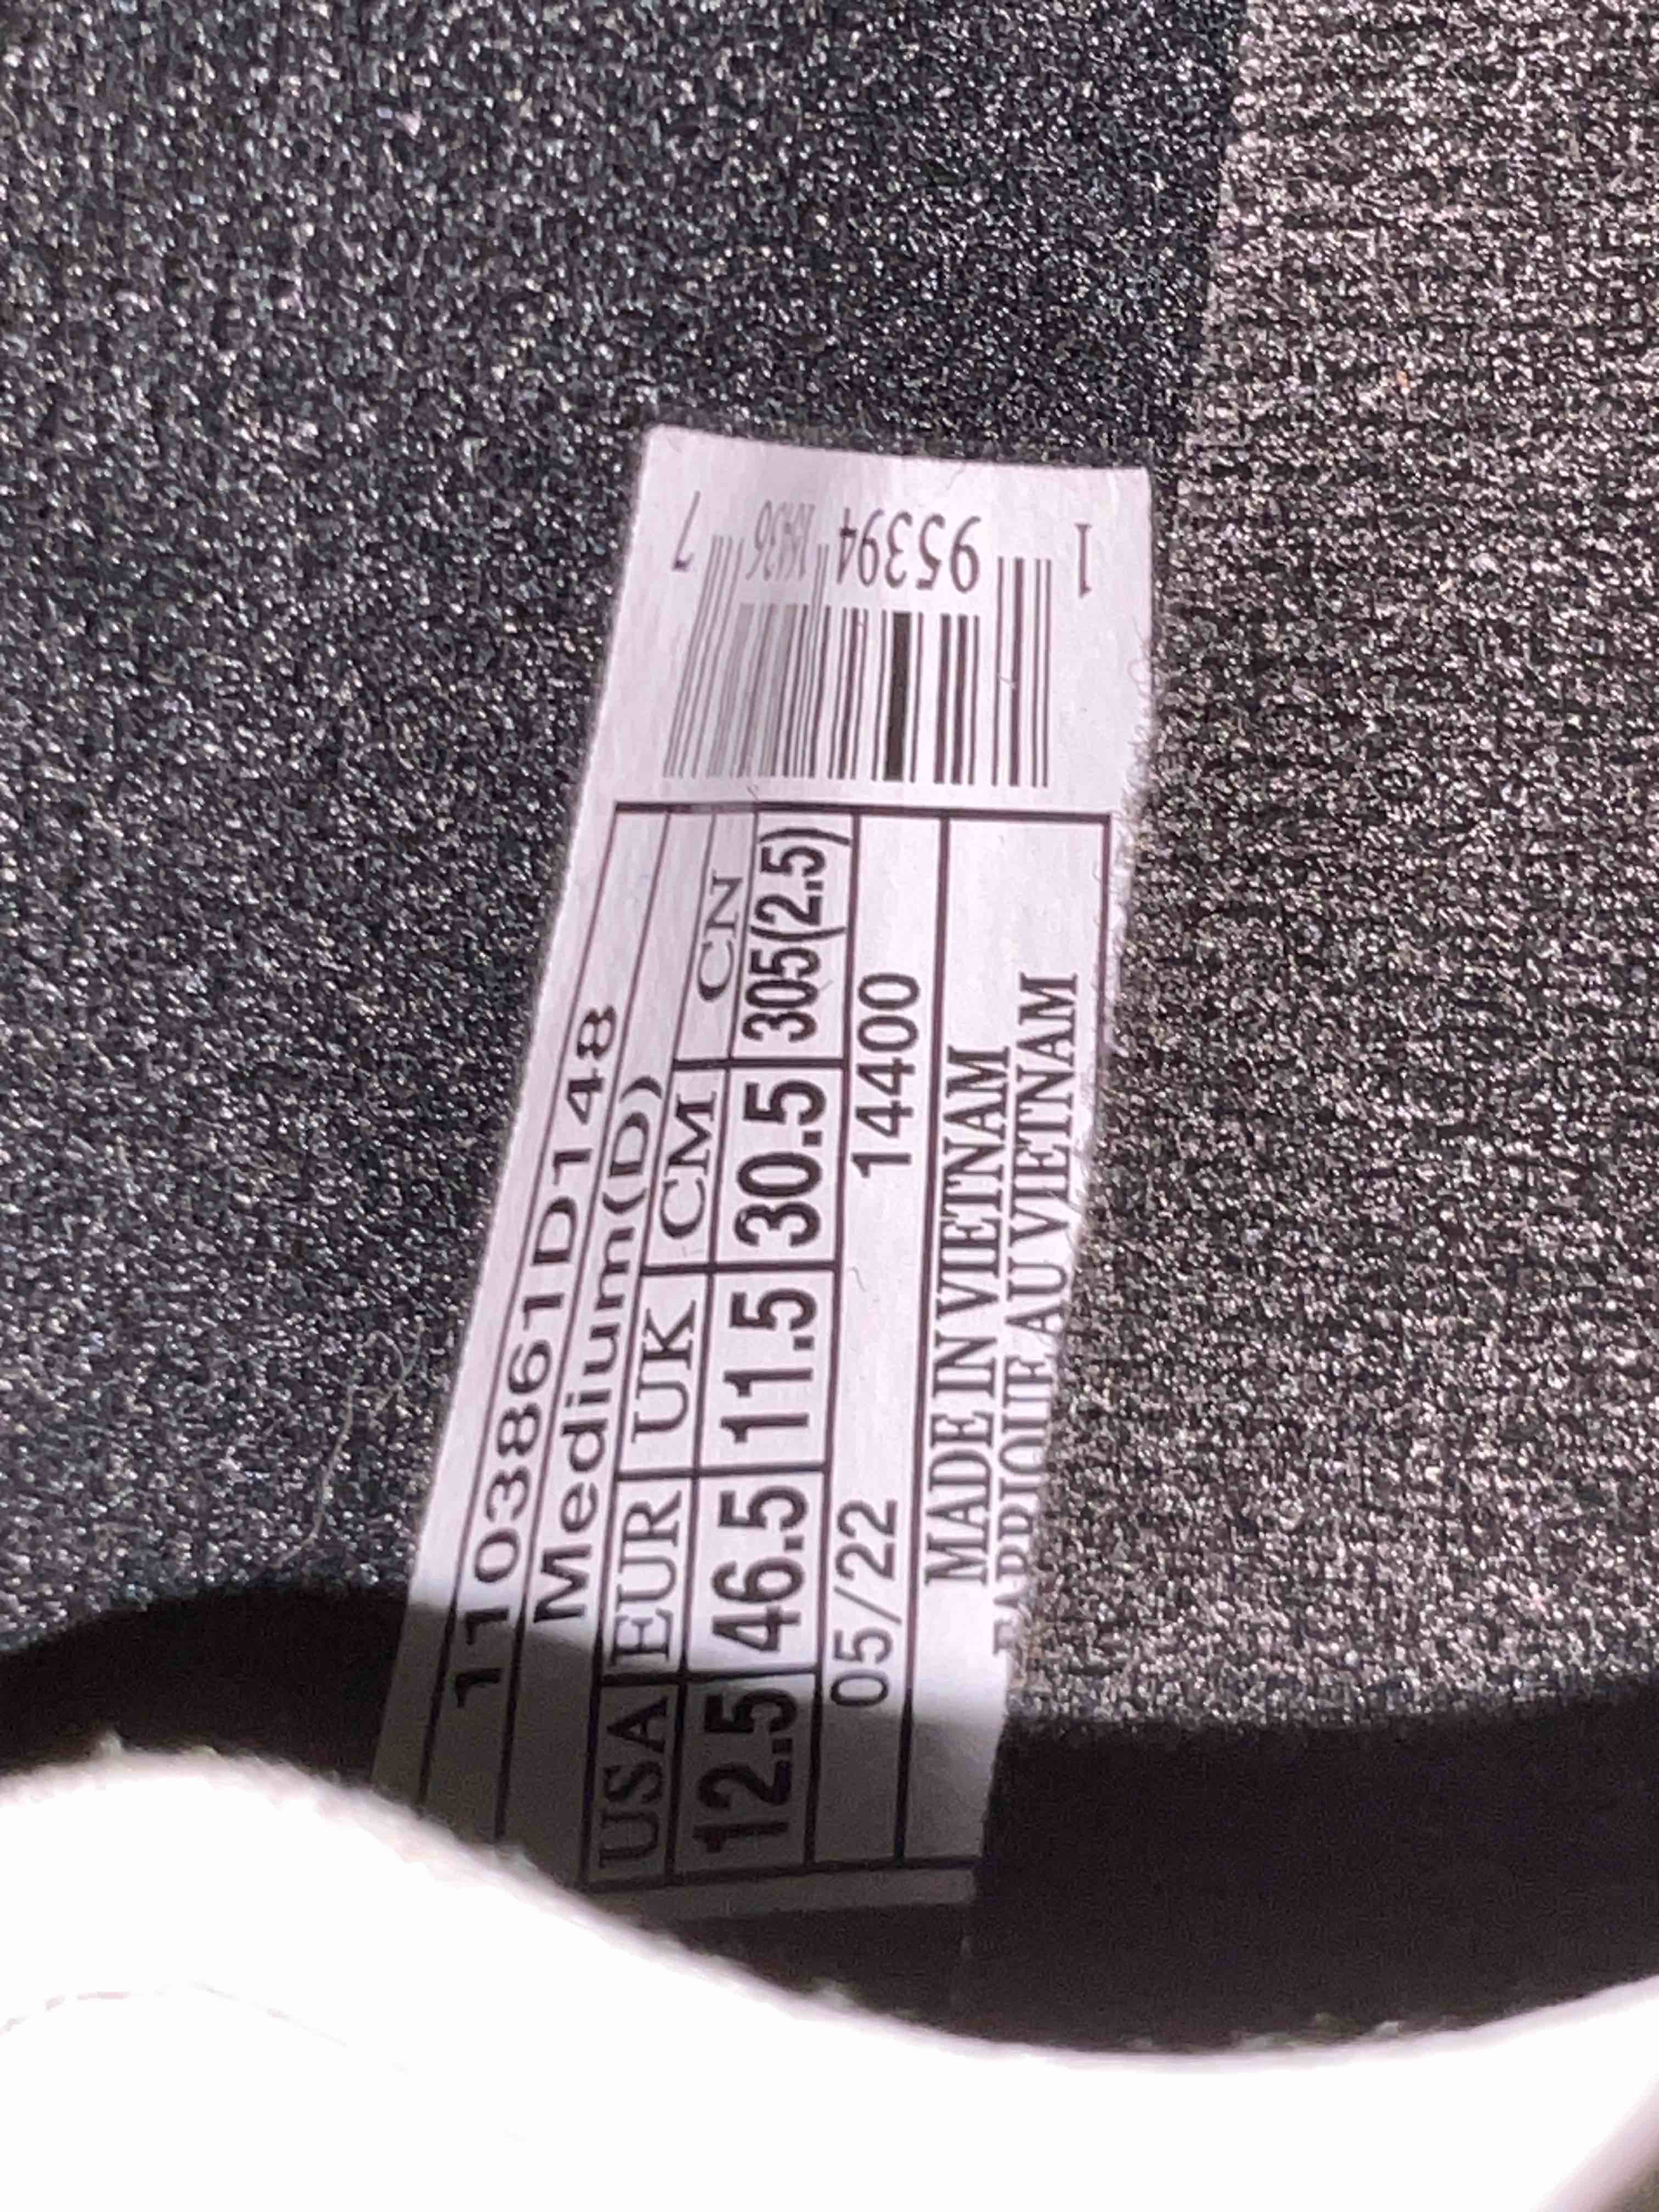 1103861D148
Medium(D)
USA EUR UK CM CN
12.5 46.5 11.5 30.5 305(2.5)
05/22 14400
MADE IN VIETNAM
FABRIQUE AU VIETNAM
1 95394 7